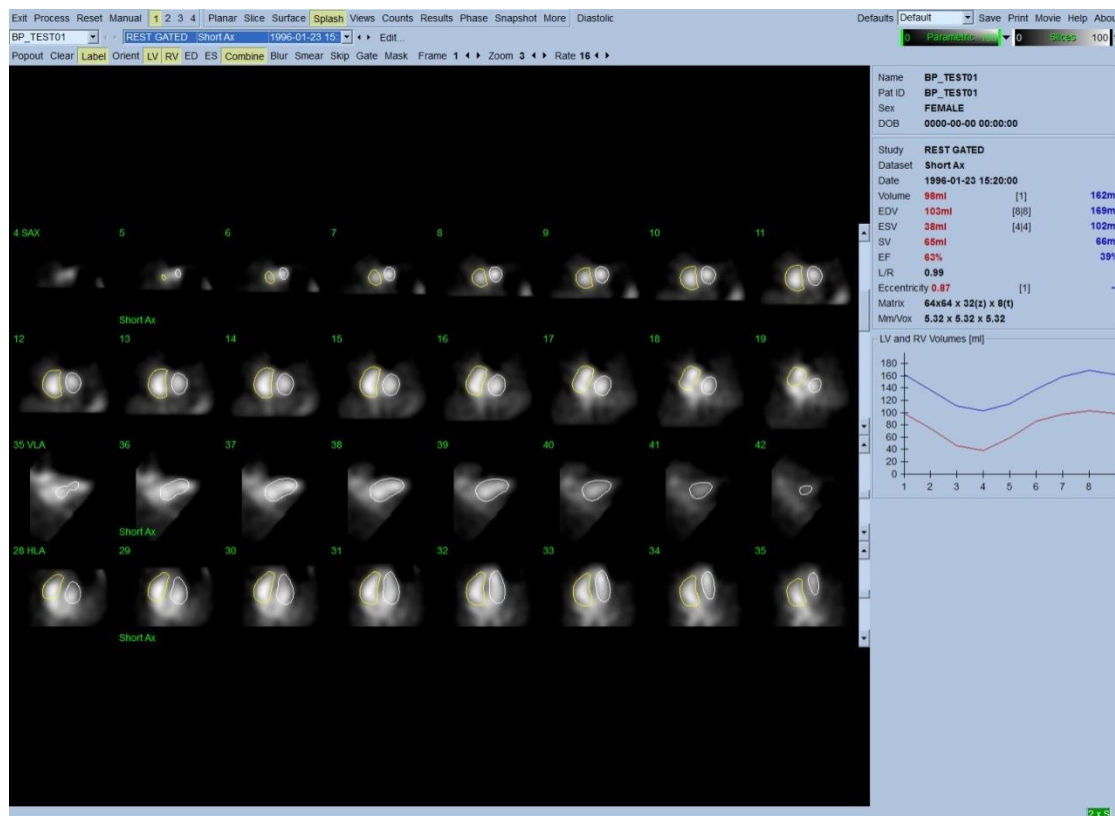 Exit Process Reset Manual 1 2 3 4 Planar Slice Surface Splash Views Counts Results Phase Snapshot More Diastolic Defaults Default Save Print Movie Help Abou
BP_TEST01 REST GATED Short Ax 1996-01-23 15: Edit... 0 Parametric 100 0 Slices 100
Popout Clear Label Orient LV RV ED ES Combine Blur Smear Skip Gate Mask Frame 1 Zoom 3 Rate 16
Name BP_TEST01
Pat ID BP_TEST01
Sex FEMALE
DOB 0000-00-00 00:00:00
Study REST GATED
Dataset Short Ax
Date 1996-01-23 15:20:00
Volume 98ml [1] 162m
EDV 103ml [8|8] 169m
ESV 38ml [4|4] 102m
SV 65ml 66m
EF 63% 39%
L/R 0.99
Eccentricity 0.87 [1] -
Matrix 64x64 x 32(z) x 8(t)
Mm/Vox 5.32 x 5.32 x 5.32
LV and RV Volumes [ml]
180
160
140
120
100
80
60
40
20
0
1 2 3 4 5 6 7 8
4 SAX 5 6 7 8 9 10 11
Short Ax
12 13 14 15 16 17 18 19
35 VLA 36 37 38 39 40 41 42
Short Ax
28 HLA 29 30 31 32 33 34 35
Short Ax
2 x S